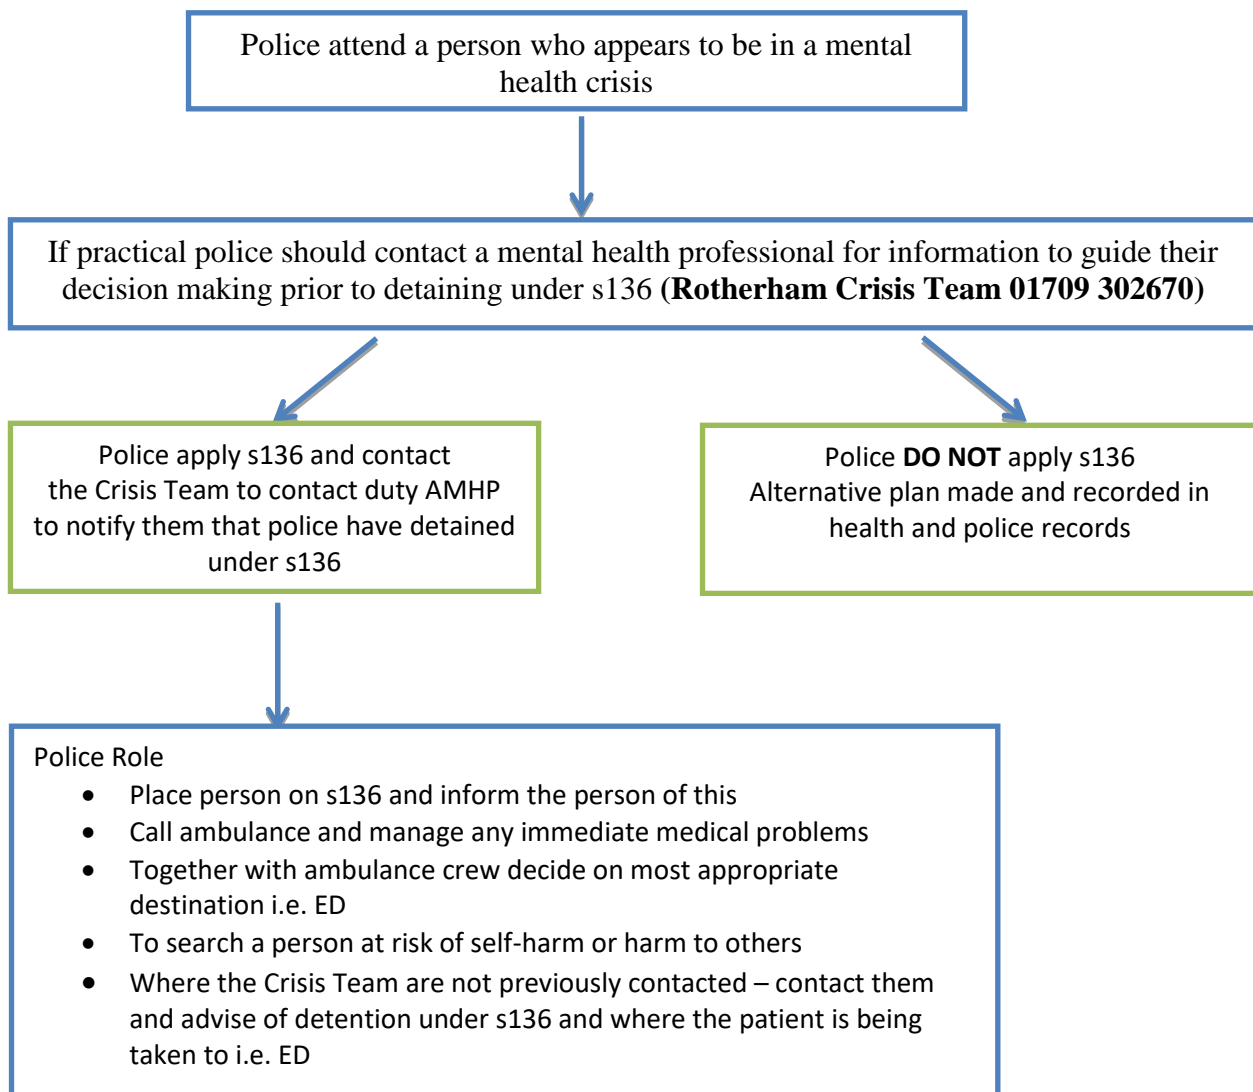 Police attend a person who appears to be in a mental
health crisis
If practical police should contact a mental health professional for information to guide their
decision making prior to detaining under s136 (Rotherham Crisis Team 01709 302670)
Police apply s136 and contact
the Crisis Team to contact duty AMHP
to notify them that police have detained
under s136
Police DO NOT apply s136
Alternative plan made and recorded in
health and police records
Police Role
• Place person on s136 and inform the person of this
• Call ambulance and manage any immediate medical problems
• Together with ambulance crew decide on most appropriate
destination i.e. ED
• To search a person at risk of self-harm or harm to others
• Where the Crisis Team are not previously contacted – contact them
and advise of detention under s136 and where the patient is being
taken to i.e. ED